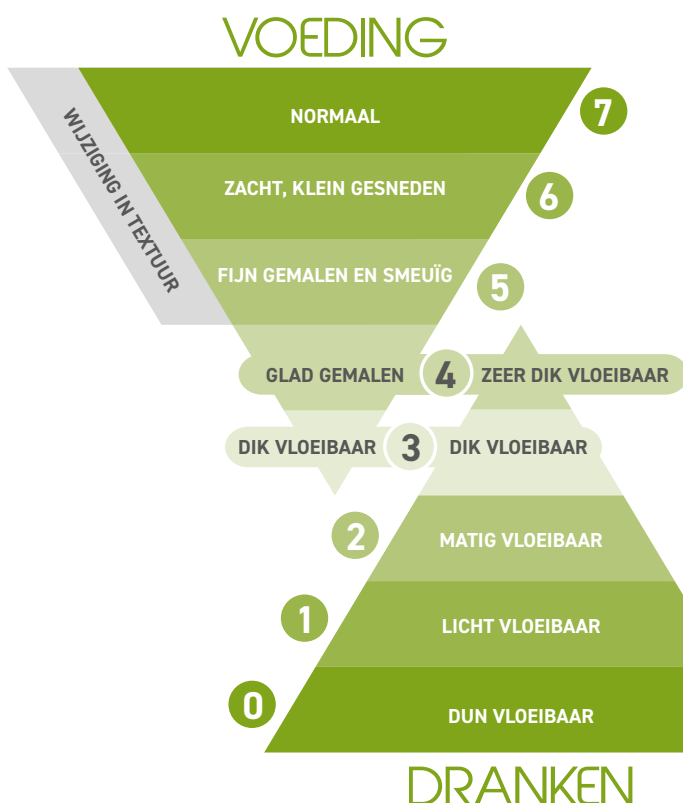 VOEDING
NORMAAL
7
WIJZIGING IN TEXTUUR
ZACHT, KLEIN GESNEDEN
6
FIJN GEMALEN EN SMEUÏG
5
GLAD GEMALEN 4 ZEER DIK VLOEIBAAR
DIK VLOEIBAAR 3 DIK VLOEIBAAR
2 MATIG VLOEIBAAR
1 LICHT VLOEIBAAR
0 DUN VLOEIBAAR
DRANKEN